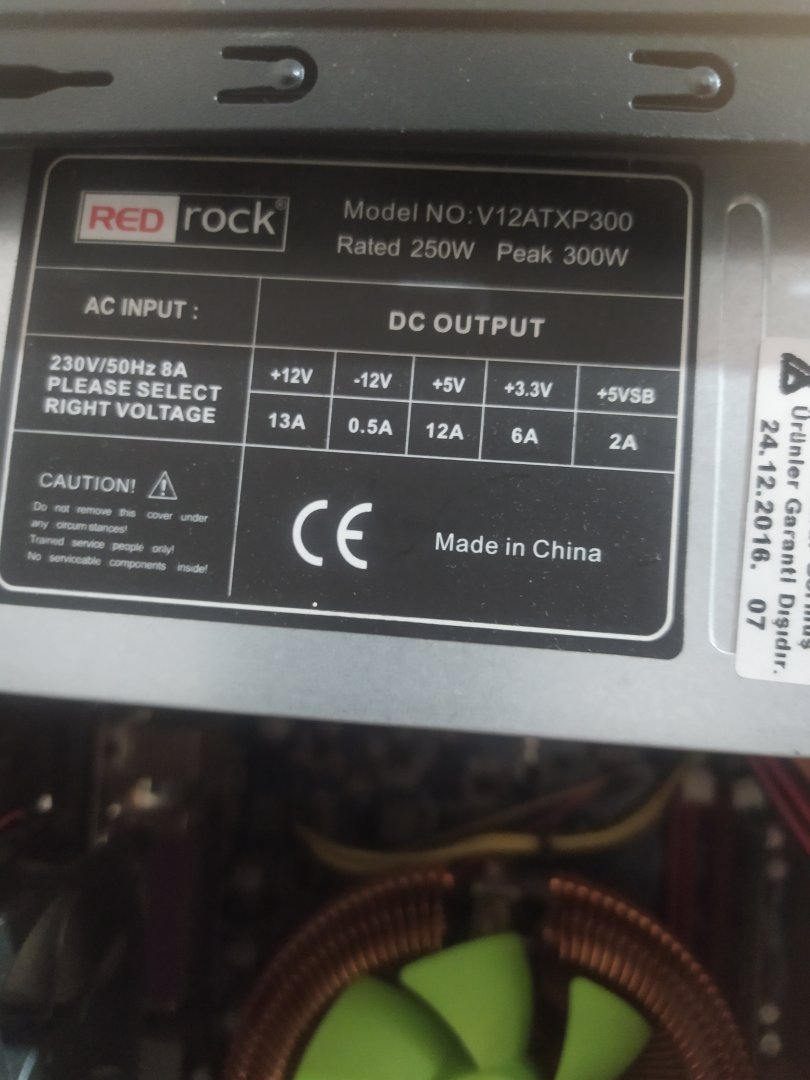 RED rock®
Model NO:V12ATXP300
Rated 250W Peak 300W
AC INPUT :
DC OUTPUT
230V/50Hz 8A
PLEASE SELECT
RIGHT VOLTAGE
+12V -12V +5V +3.3V +5VSB
13A 0.5A 12A 6A 2A
CAUTION!
Do not remove this cover under
any circumstances!
Trained service people only!
No serviceable components inside!
CE
Made in China
Ürünler Garanti Dışıdır.
24.12.2016. 07